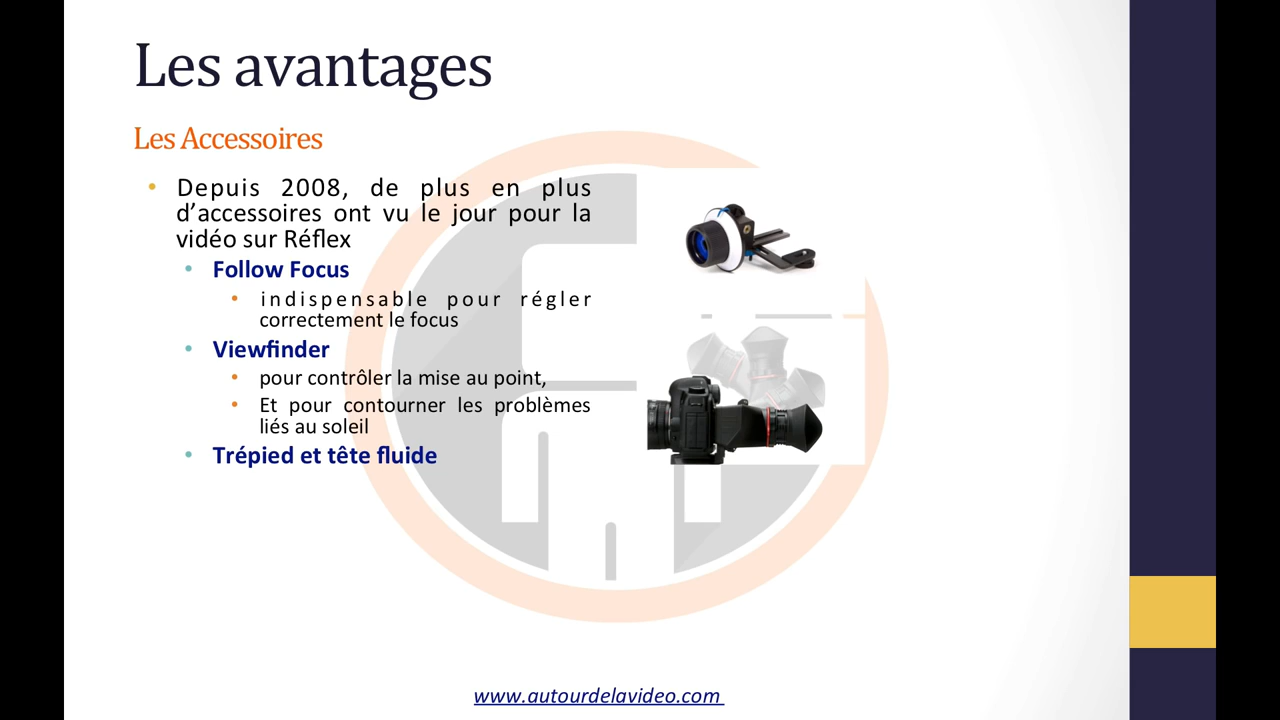 Les avantages
Les Accessoires
• Depuis 2008, de plus en plus
d’accessoires ont vu le jour pour la
vidéo sur Réflex
• Follow Focus
• indispensable pour régler
correctement le focus
• Viewfinder
• pour contrôler la mise au point,
• Et pour contourner les problèmes
liés au soleil
• Trépied et tête fluide
www.autourdelavideo.com